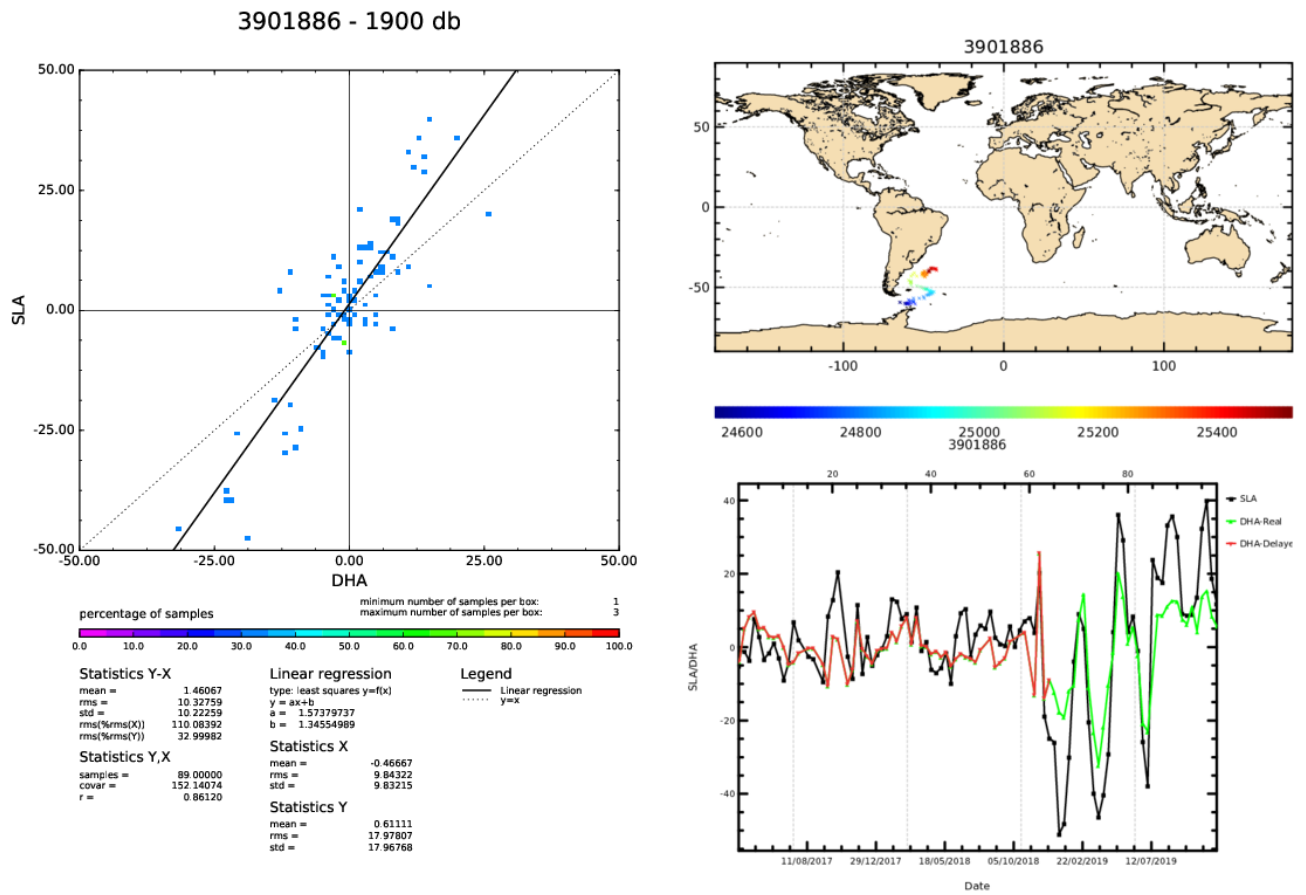 3901886 - 1900 db
50.00
25.00
0.00
-25.00
-50.00
SLA
-50.00 -25.00 0.00 25.00 50.00
DHA
percentage of samples
minimum number of samples per box: 1
maximum number of samples per box: 3
0.0 10.0 20.0 30.0 40.0 50.0 60.0 70.0 80.0 90.0 100.0
Statistics Y-X
mean = 1.46067
rms = 10.32759
std = 10.22259
rms(%rms(X)) 110.08392
rms(%rms(Y)) 32.99982
Statistics Y,X
samples = 89.00000
covar = 152.14074
r = 0.86120
Linear regression
type: least squares y=f(x)
y = ax+b
a = 1.57379737
b = 1.34554989
Statistics X
mean = -0.46667
rms = 9.84322
std = 9.83215
Statistics Y
mean = 0.61111
rms = 17.97807
std = 17.96768
Legend
Linear regression
y=x
3901886
50
0
-50
-100 0 100
24600 24800 25000 25200 25400
3901886
20 40 60 80
40
20
0
-20
-40
SLA/DHA
11/08/2017 29/12/2017 18/05/2018 05/10/2018 22/02/2019 12/07/2019
Date
SLA
DHA-Real
DHA-Delaye